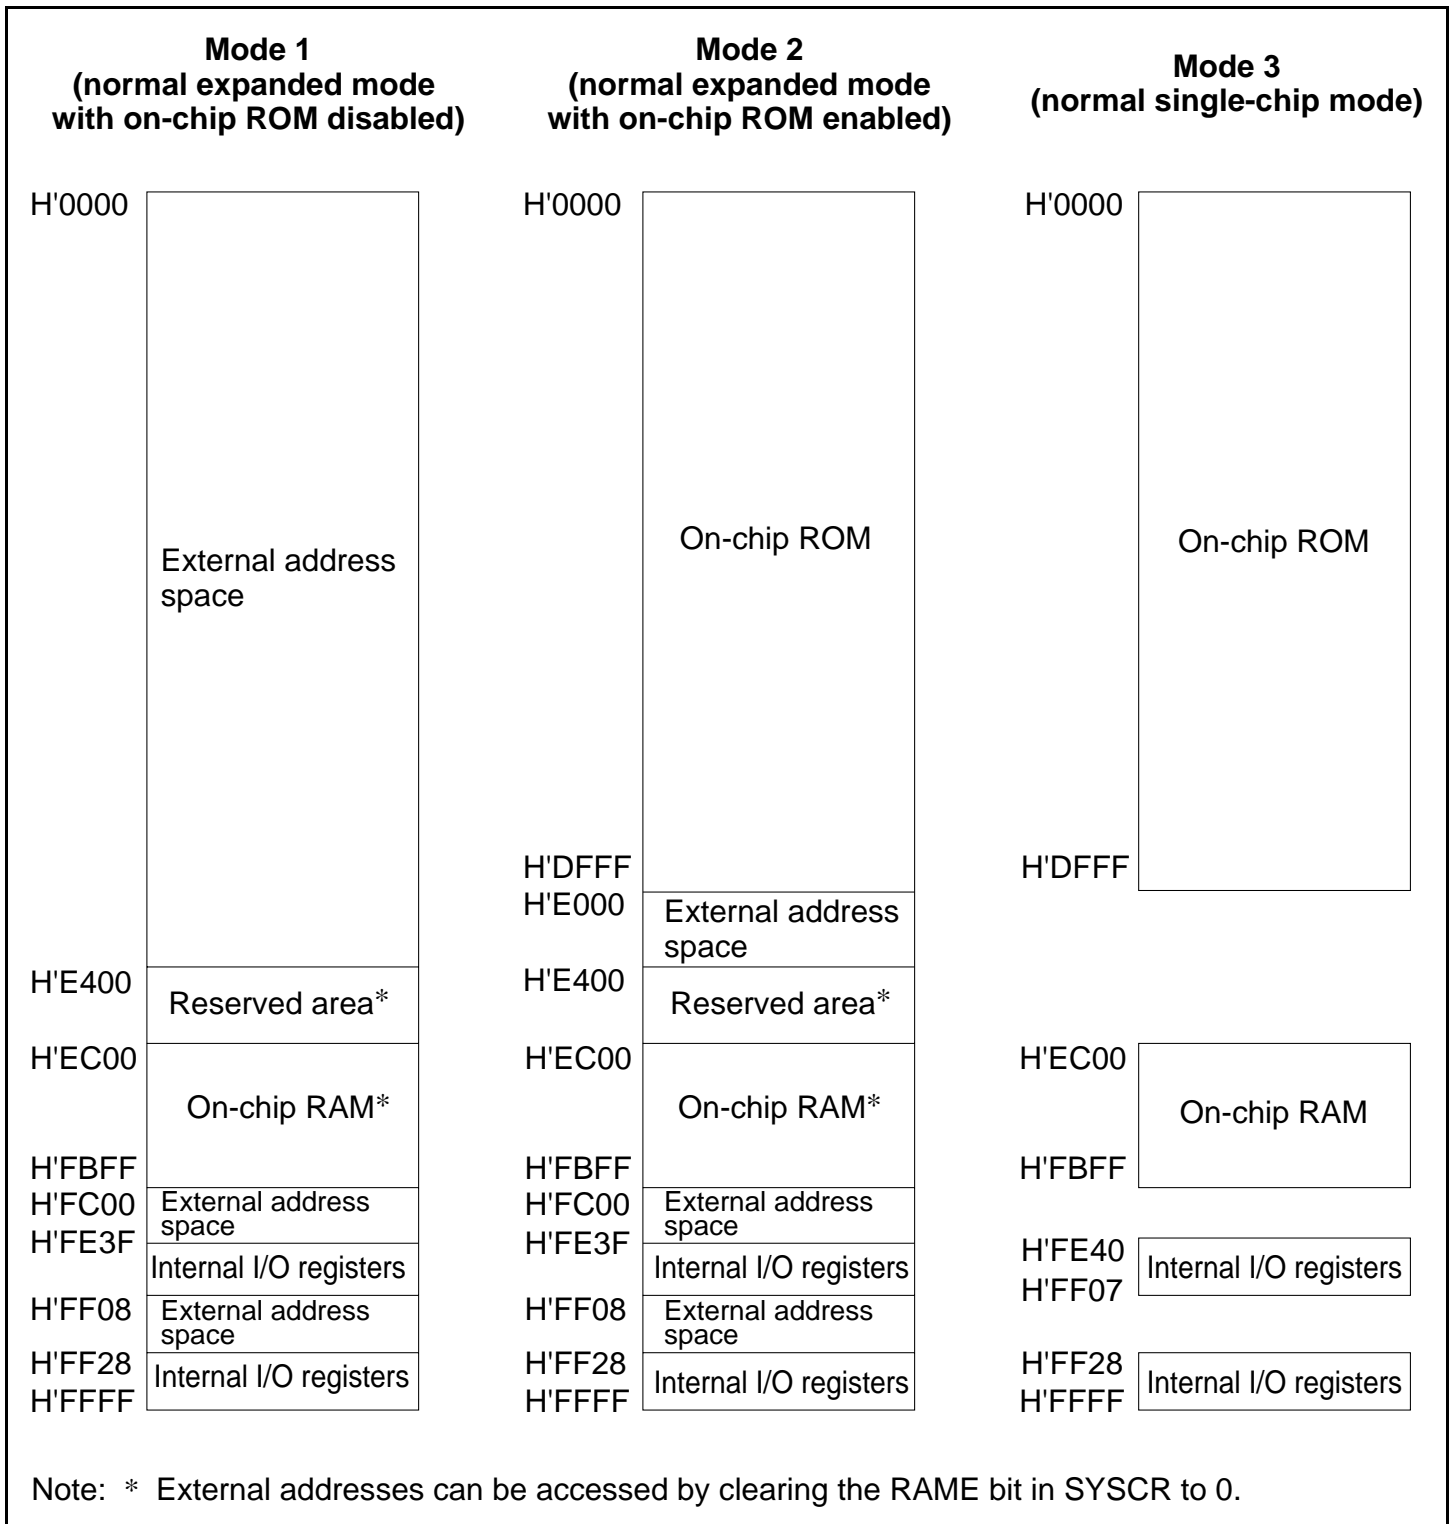 Mode 1
(normal expanded mode
with on-chip ROM disabled)
H'0000
External address
space
H'E400
Reserved area*
H'EC00
On-chip RAM*
H'FBFF
H'FC00
External address
space
H'FE3F
Internal I/O registers
H'FF08
External address
space
H'FF28
Internal I/O registers
H'FFFF
Mode 2
(normal expanded mode
with on-chip ROM enabled)
H'0000
On-chip ROM
H'DFFF
H'E000
External address
space
H'E400
Reserved area*
H'EC00
On-chip RAM*
H'FBFF
H'FC00
External address
space
H'FE3F
Internal I/O registers
H'FF08
External address
space
H'FF28
Internal I/O registers
H'FFFF
Mode 3
(normal single-chip mode)
H'0000
On-chip ROM
H'DFFF
H'EC00
On-chip RAM
H'FBFF
H'FE40
Internal I/O registers
H'FF07
H'FF28
Internal I/O registers
H'FFFF
Note: * External addresses can be accessed by clearing the RAME bit in SYSCR to 0.